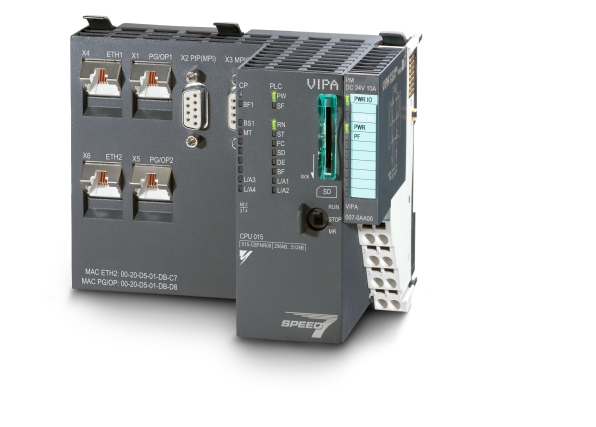 X4 ETH1
X1 PG/OP1
X2 PtP(MPI)
X3 MPI
X6 ETH2
X5 PG/OP2
MAC ETH2: 00-20-D5-01-DB-C7
MAC PG/OP: 00-20-D5-01-DB-D8
CP PLC
VIPA
PW
BF1 SF
BS1 RN
MT ST
FC
SD
DE
BF
L/A3 L/A1
L/A4 L/A2
lock
SD
RUN
STOP
MR
CPU 015
SPEED7
PM
DC 24V 10A
PWR IO
PWR
PF
VIPA
007-0AA00